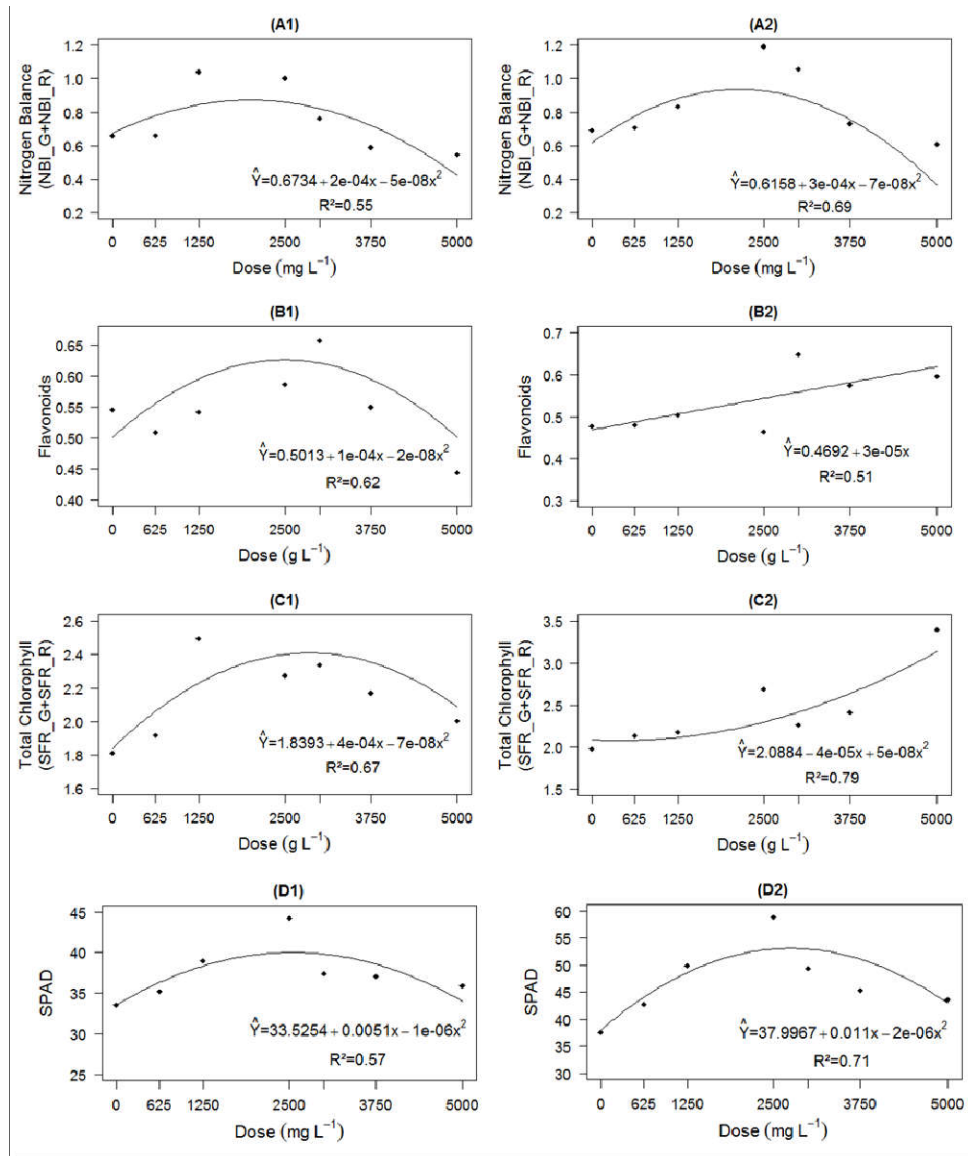 (A1)
Nitrogen Balance
(NBI_G+NBI_R)
1.2
1.0
0.8
0.6
0.4
0.2
Ŷ=0.6734+2e-04x−5e-08x²
R²=0.55
0 625 1250 2500 3750 5000
Dose (mg L⁻¹)
(A2)
Nitrogen Balance
(NBI_G+NBI_R)
1.2
1.0
0.8
0.6
0.4
0.2
Ŷ=0.6158+3e-04x−7e-08x²
R²=0.69
0 625 1250 2500 3750 5000
Dose (mg L⁻¹)
(B1)
Flavonoids
0.65
0.60
0.55
0.50
0.45
0.40
Ŷ=0.5013+1e-04x−2e-08x²
R²=0.62
0 625 1250 2500 3750 5000
Dose (g L⁻¹)
(B2)
Flavonoids
0.7
0.6
0.5
0.4
0.3
Ŷ=0.4692+3e-05x
R²=0.51
0 625 1250 2500 3750 5000
Dose (g L⁻¹)
(C1)
Total Chlorophyll
(SFR_G+SFR_R)
2.6
2.4
2.2
2.0
1.8
1.6
Ŷ=1.8393+4e-04x−7e-08x²
R²=0.67
0 625 1250 2500 3750 5000
Dose (g L⁻¹)
(C2)
Total Chlorophyll
(SFR_G+SFR_R)
3.5
3.0
2.5
2.0
1.5
Ŷ=2.0884−4e-05x+5e-08x²
R²=0.79
0 625 1250 2500 3750 5000
Dose (g L⁻¹)
(D1)
SPAD
45
40
35
30
25
Ŷ=33.5254+0.0051x−1e-06x²
R²=0.57
0 625 1250 2500 3750 5000
Dose (mg L⁻¹)
(D2)
SPAD
60
55
50
45
40
35
30
Ŷ=37.9967+0.011x−2e-06x²
R²=0.71
0 625 1250 2500 3750 5000
Dose (mg L⁻¹)